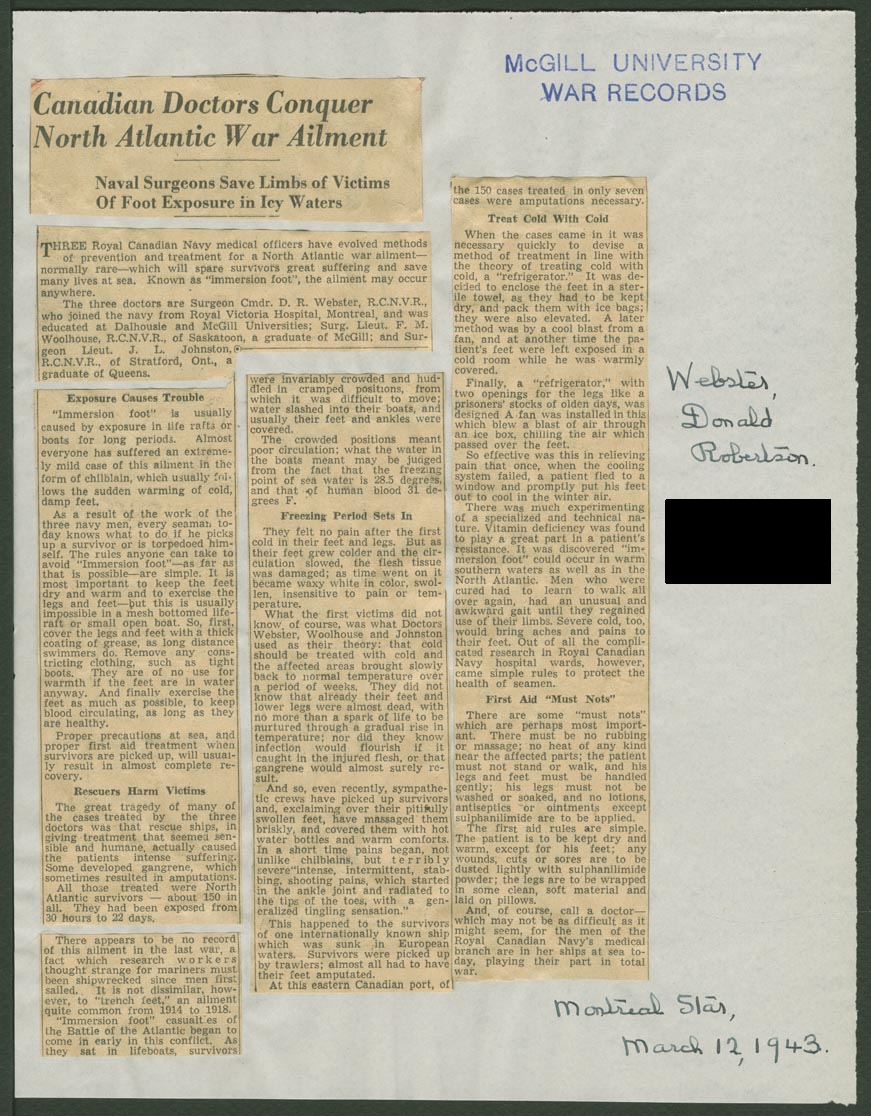 McGILL UNIVERSITY
WAR RECORDS
Canadian Doctors Conquer
North Atlantic War Ailment
Naval Surgeons Save Limbs of Victims
Of Foot Exposure in Icy Waters
THREE Royal Canadian Navy medical officers have evolved methods
of prevention and treatment for a North Atlantic war ailment—
normally rare—which will spare survivors great suffering and save
many lives at sea. Known as "immersion foot", the ailment may occur
anywhere.
The three doctors are Surgeon Cmdr. D. R. Webster, R.C.N.V.R.,
who joined the navy from Royal Victoria Hospital, Montreal, and was
educated at Dalhousie and McGill Universities; Surg. Lieut. F. M.
Woolhouse, R.C.N.V.R., of Saskatoon, a graduate of McGill; and Sur-
geon Lieut. J. L. Johnston,
R.C.N.V.R., of Stratford, Ont., a
graduate of Queens.
Exposure Causes Trouble
"Immersion foot" is usually
caused by exposure in life rafts or
boats for long periods. Almost
everyone has suffered an extreme-
ly mild case of this ailment in the
form of chilblain, which usually fol-
lows the sudden warming of cold,
damp feet.
As a result of the work of the
three navy men, every seaman to-
day knows what to do if he picks
up a survivor or is torpedoed him-
self. The rules anyone can take to
avoid "Immersion foot"—as far as
that is possible—are simple. It is
most important to keep the feet
dry and warm and to exercise the
legs and feet—but this is usually
impossible in a mesh bottomed life-
raft or small open boat. So, first,
cover the legs and feet with a thick
coating of grease, as long distance
swimmers do. Remove any cons-
tricting clothing, such as tight
boots. They are of no use for
warmth if the feet are in water
anyway. And finally exercise the
feet as much as possible, to keep
blood circulating, as long as they
are healthy.
Proper precautions at sea, and
proper first aid treatment when
survivors are picked up, will usual-
ly result in almost complete re-
covery.
Rescuers Harm Victims
The great tragedy of many of
the cases treated by the three
doctors was that rescue ships, in
giving treatment that seemed sen-
sible and humane, actually caused
the patients intense suffering.
Some developed gangrene, which
sometimes resulted in amputations.
All those treated were North
Atlantic survivors — about 150 in
all. They had been exposed from
30 hours to 22 days.
There appears to be no record
of this ailment in the last war, a
fact which research workers
thought strange for mariners must
been shipwrecked since men first
sailed. It is not dissimilar, how-
ever, to "trench feet," an ailment
quite common from 1914 to 1918.
"Immersion foot" casualties of
the Battle of the Atlantic began to
come in early in this conflict. As
they sat in lifeboats, survivors
were invariably crowded and hud-
dled in cramped positions, from
which it was difficult to move;
water slashed into their boats, and
usually their feet and ankles were
covered.
The crowded positions meant
poor circulation; what the water in
the boats meant may be judged
from the fact that the freezing
point of sea water is 28.5 degrees,
and that of human blood 31 de-
grees F.
Freezing Period Sets In
They felt no pain after the first
cold in their feet and legs. But as
their feet grew colder and the cir-
culation slowed, the flesh tissue
was damaged; as time went on it
became waxy white in color, swol-
len, insensitive to pain or tem-
perature.
What the first victims did not
know, of course, was what Doctors
Webster, Woolhouse and Johnston
used as their theory: that cold
should be treated with cold and
the affected areas brought slowly
back to normal temperature over
a period of weeks. They did not
know that already their feet and
lower legs were almost dead, with
no more than a spark of life to be
nurtured through a gradual rise in
temperature; nor did they know
infection would flourish if it
caught in the injured flesh, or that
gangrene would almost surely re-
sult.
And so, even recently, sympathe-
tic crews have picked up survivors
and, exclaiming over their pitifully
swollen feet, have massaged them
briskly, and covered them with hot
water bottles and warm comforts.
In a short time pains began, not
unlike chilblains, but terribly
severe "intense, intermittent, stab-
bing, shooting pains, which started
in the ankle joint and radiated to
the tips of the toes, with a gen-
eralized tingling sensation."
This happened to the survivors
of one internationally known ship
which was sunk in European
waters. Survivors were picked up
by trawlers; almost all had to have
their feet amputated.
At this eastern Canadian port, of
the 150 cases treated in only seven
cases were amputations necessary.
Treat Cold With Cold
When the cases came in it was
necessary quickly to devise a
method of treatment in line with
the theory of treating cold with
cold, a "refrigerator." It was de-
cided to enclose the feet in a ster-
ile towel, as they had to be kept
dry, and pack them with ice bags;
they were also elevated. A later
method was by a cool blast from a
fan, and at another time the pa-
tient's feet were left exposed in a
cold room while he was warmly
covered.
Finally, a "refrigerator," with
two openings for the legs like a
prisoners' stocks of olden days, was
designed A fan was installed in this
which blew a blast of air through
an ice box, chilling the air which
passed over the feet.
So effective was this in relieving
pain that once, when the cooling
system failed, a patient fled to a
window and promptly put his feet
out to cool in the winter air.
There was much experimenting
of a specialized and technical na-
ture. Vitamin deficiency was found
to play a great part in a patient's
resistance. It was discovered "im-
mersion foot" could occur in warm
southern waters as well as in the
North Atlantic. Men who were
cured had to learn to walk all
over again, had an unusual and
awkward gait until they regained
use of their limbs. Severe cold, too,
would bring aches and pains to
their feet. Out of all the compli-
cated research in Royal Canadian
Navy hospital wards, however,
came simple rules to protect the
health of seamen.
First Aid "Must Nots"
There are some "must nots"
which are perhaps most import-
ant. There must be no rubbing
or massage; no heat of any kind
near the affected parts; the patient
must not stand or walk, and his
legs and feet must be handled
gently; his legs must not be
washed or soaked, and no lotions,
antiseptics or ointments except
sulphanilimide are to be applied.
The first aid rules are simple.
The patient is to be kept dry and
warm, except for his feet; any
wounds, cuts or sores are to be
dusted lightly with sulphanilimide
powder; the legs are to be wrapped
in some clean, soft material and
laid on pillows.
And, of course, call a doctor—
which may not be as difficult as it
might seem, for the men of the
Royal Canadian Navy's medical
branch are in her ships at sea to-
day, playing their part in total
war.
Webster,
Donald
Robertson.
Montreal Star,
March 12, 1943.